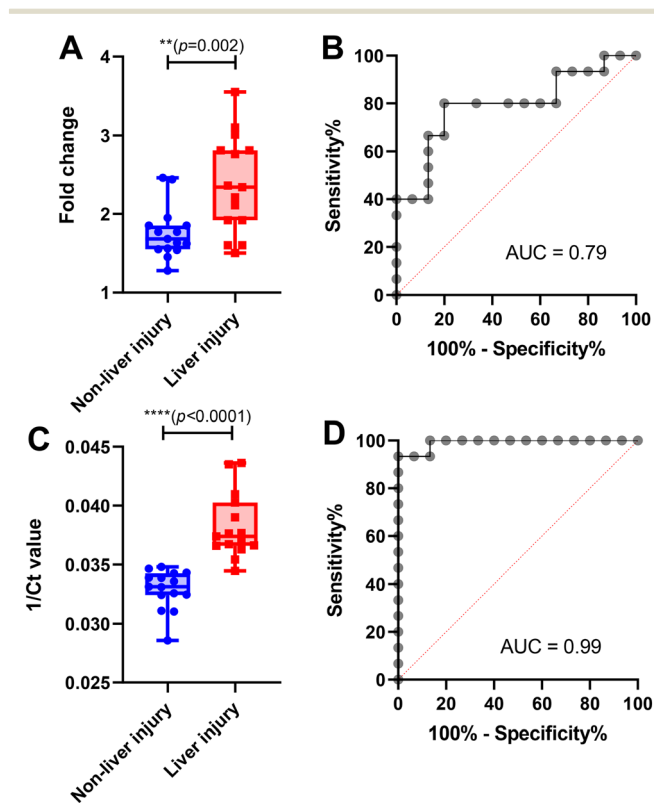 A
**(p=0.002)
4
3
2
1
Fold change
Non-liver injury
Liver injury
B
100
80
60
40
20
0
Sensitivity%
AUC = 0.79
0
20
40
60
80
100
100% - Specificity%
C
****(p<0.0001)
0.045
0.040
0.035
0.030
0.025
1/Ct value
Non-liver injury
Liver injury
D
100
80
60
40
20
0
Sensitivity%
AUC = 0.99
0
20
40
60
80
100
100% - Specificity%